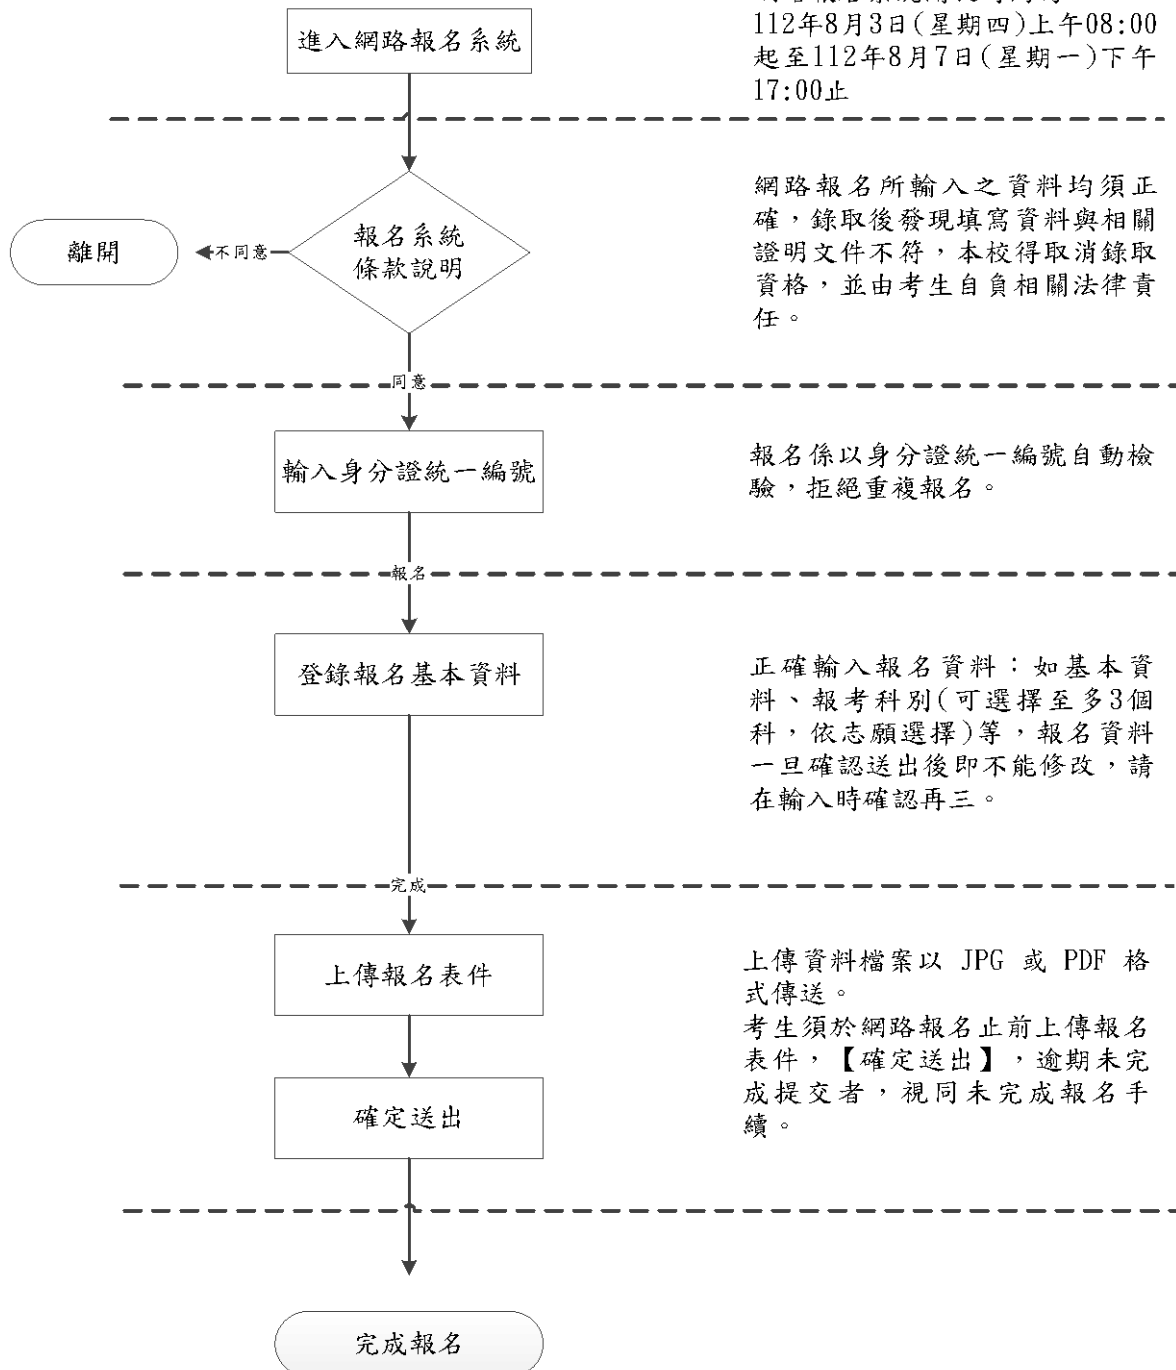 進入網路報名系統
112年8月3日(星期四)上午08:00
起至112年8月7日(星期一)下午
17:00止
報名系統
條款說明
不同意
離開
網路報名所輸入之資料均須正
確，錄取後發現填寫資料與相關
證明文件不符，本校得取消錄取
資格，並由考生自負相關法律責
任。
同意
輸入身分證統一編號
報名係以身分證統一編號自動檢
驗，拒絕重複報名。
報名
登錄報名基本資料
正確輸入報名資料：如基本資
料、報考科別(可選擇至多3個
科，依志願選擇)等，報名資料
一旦確認送出後即不能修改，請
在輸入時確認再三。
完成
上傳報名表件
上傳資料檔案以 JPG 或 PDF 格
式傳送。
考生須於網路報名止前上傳報名
表件，【確定送出】，逾期未完
成提交者，視同未完成報名手
續。
確定送出
完成報名